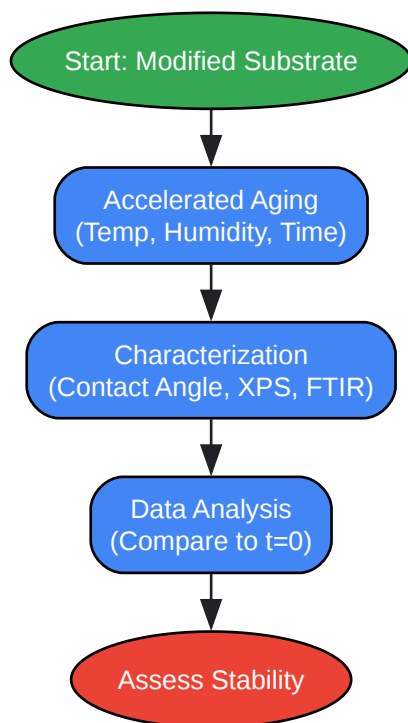 Start: Modified Substrate
Accelerated Aging
(Temp, Humidity, Time)
Characterization
(Contact Angle, XPS, FTIR)
Data Analysis
(Compare to t=0)
Assess Stability